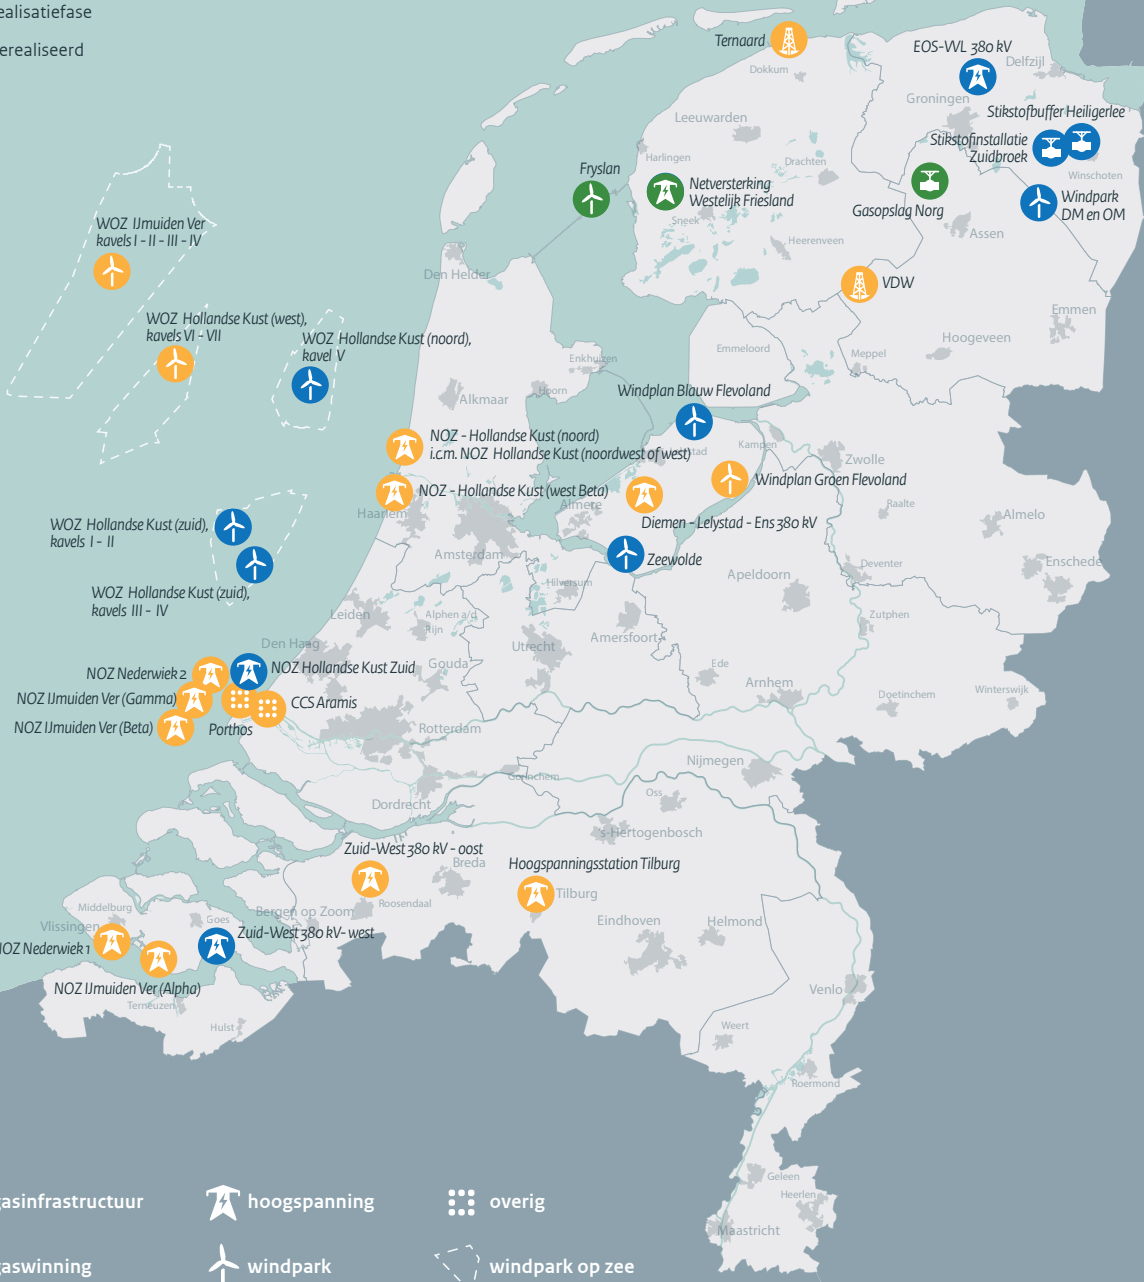 ealisatiefase
erealiseerd
Ternaard
Dokkum
EOS-VVL 380 kV
Delfzijl
Groningen
Stikstofbuffer Heiligerlee
Leeuwarden
Stikstofinstallatie
Zuidbroek
Harlingen
Drachten
Winschoten
Fryslan
Netversterking
Westelijk Friesland
Sneek
Gasopslag Norg
Windpark
DM en OM
WOZ IJmuiden Ver
kavels I - II - III - IV
Heerenveen
Assen
Den Helder
VDW
WOZ Hollandse Kust (west),
kavels VI - VII
WOZ Hollandse Kust (noord),
kavel V
Emmen
Hoogeveen
Emmeloord
Meppel
Enkhuizen
Hoorn
Alkmaar
Windplan Blauw Flevoland
NOZ - Hollandse Kust (noord)
i.c.m. NOZ Hollandse Kust (noordwest of west)
Kampen
Zwolle
NOZ - Hollandse Kust (west Beta)
Windplan Groen Flevoland
Haarlem
Almere
Raalte
Almelo
WOZ Hollandse Kust (zuid),
kavels I - II
Diemen - Lelystad - Ens 380 kV
Amsterdam
Zeewolde
Deventer
Enschede
Hilversum
Apeldoorn
WOZ Hollandse Kust (zuid),
kavels III - IV
Leiden
Alphen a/d
Rijn
Zutphen
Den Haag
Utrecht
Amersfoort
NOZ Nederwiek 2
NOZ Hollandse Kust Zuid
Gouda
Ede
Arnhem
Doetinchem
Winterswijk
NOZ IJmuiden Ver (Gamma)
CCS Aramis
NOZ IJmuiden Ver (Beta)
Porthos
Rotterdam
Nijmegen
Gorinchem
Dordrecht
Oss
's-Hertogenbosch
Zuid-West 380 kV - oost
Breda
Hoogspanningsstation Tilburg
Tilburg
Roosendaal
Middelburg
Bergen op Zoom
Vlissingen
Goes
Zuid-West 380 kV- west
Eindhoven
Helmond
NOZ Nederwiek 1
NOZ IJmuiden Ver (Alpha)
Terneuzen
Hulst
Venlo
Weert
Roermond
Geleen
Heerlen
Maastricht
gasinfrastructuur
hoogspanning
overig
gaswinning
windpark
windpark op zee